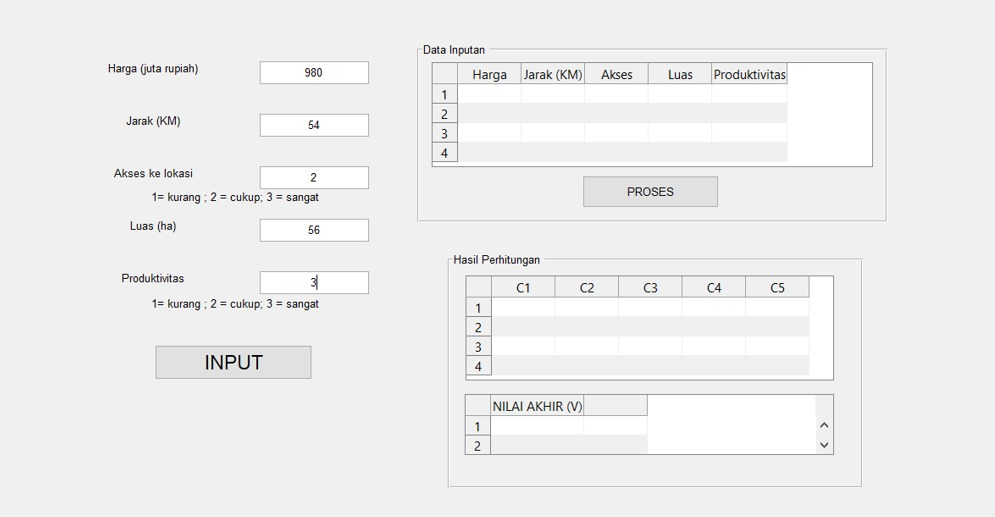 Harga (juta rupiah)
980
Jarak (KM)
54
Akses ke lokasi
2
1= kurang ; 2 = cukup; 3 = sangat
Luas (ha)
56
Produktivitas
3
1= kurang ; 2 = cukup; 3 = sangat
INPUT
Data Inputan
Harga Jarak (KM) Akses Luas Produktivitas
1
2
3
4
PROSES
Hasil Perhitungan
C1 C2 C3 C4 C5
1
2
3
4
NILAI AKHIR (V)
1
2